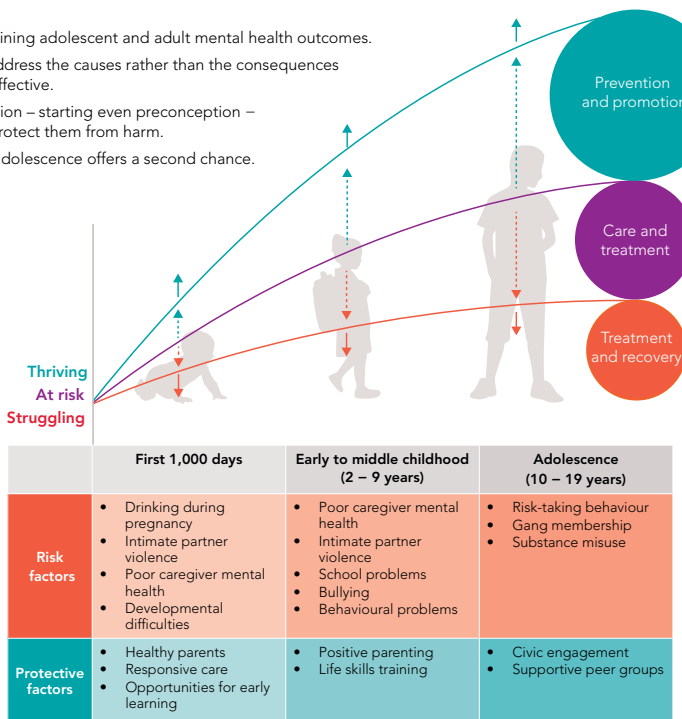 ining adolescent and adult mental health outcomes.
ddress the causes rather than the consequences
ffective.
ion – starting even preconception –
rotect them from harm.
dolescence offers a second chance.
Prevention
and promotion
Care and
treatment
Treatment
and recovery
Thriving
At risk
Struggling
First 1,000 days
Early to middle childhood
(2 – 9 years)
Adolescence
(10 – 19 years)
Risk
factors
• Drinking during
pregnancy
• Intimate partner
violence
• Poor caregiver mental
health
• Developmental
difficulties
• Poor caregiver mental
health
• Intimate partner
violence
• School problems
• Bullying
• Behavioural problems
• Risk-taking behaviour
• Gang membership
• Substance misuse
Protective
factors
• Healthy parents
• Responsive care
• Opportunities for early
learning
• Positive parenting
• Life skills training
• Civic engagement
• Supportive peer groups